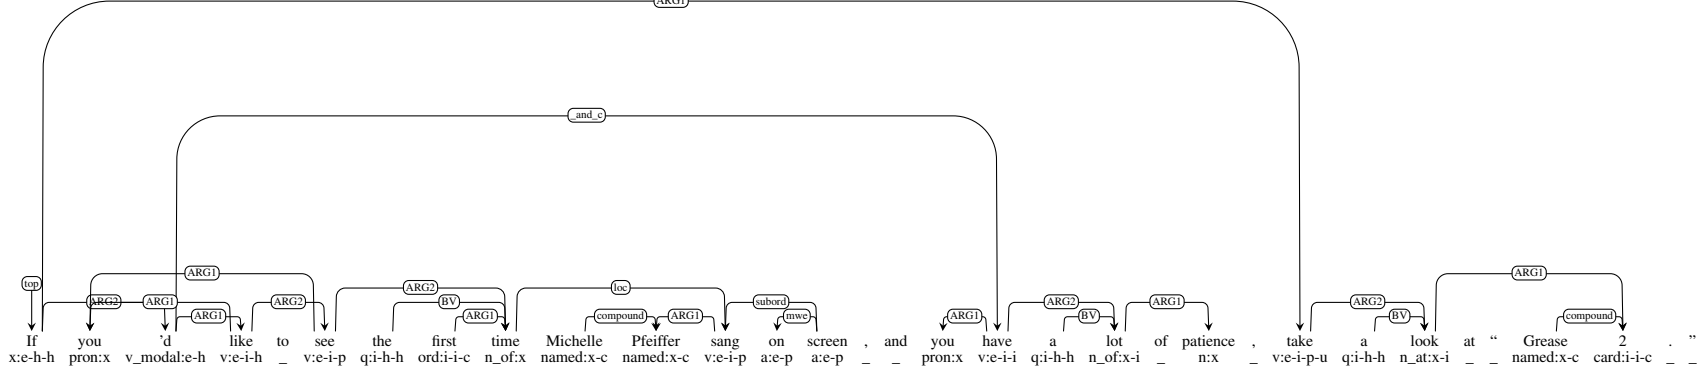 ARG1
_and_c
ARG1
top ARG2 ARG1 ARG1 ARG2 ARG2 BV ARG1 loc compound ARG1 subord mwe ARG1 ARG2 BV ARG1 ARG2 BV ARG1 compound
If you 'd like to see the first time Michelle Pfeiffer sang on screen , and you have a lot of patience , take a look at “ Grease 2 . ”
x:e-h-h pron:x v_modal:e-h v:e-i-h _ v:e-i-p q:i-h-h ord:i-i-c n_of:x named:x-c named:x-c v:e-i-p a:e-p a:e-p _ _ pron:x v:e-i-i q:i-h-h n_of:x-i _ n:x _ v:e-i-p-u q:i-h-h n_at:x-i _ _ named:x-c card:i-i-c _ _